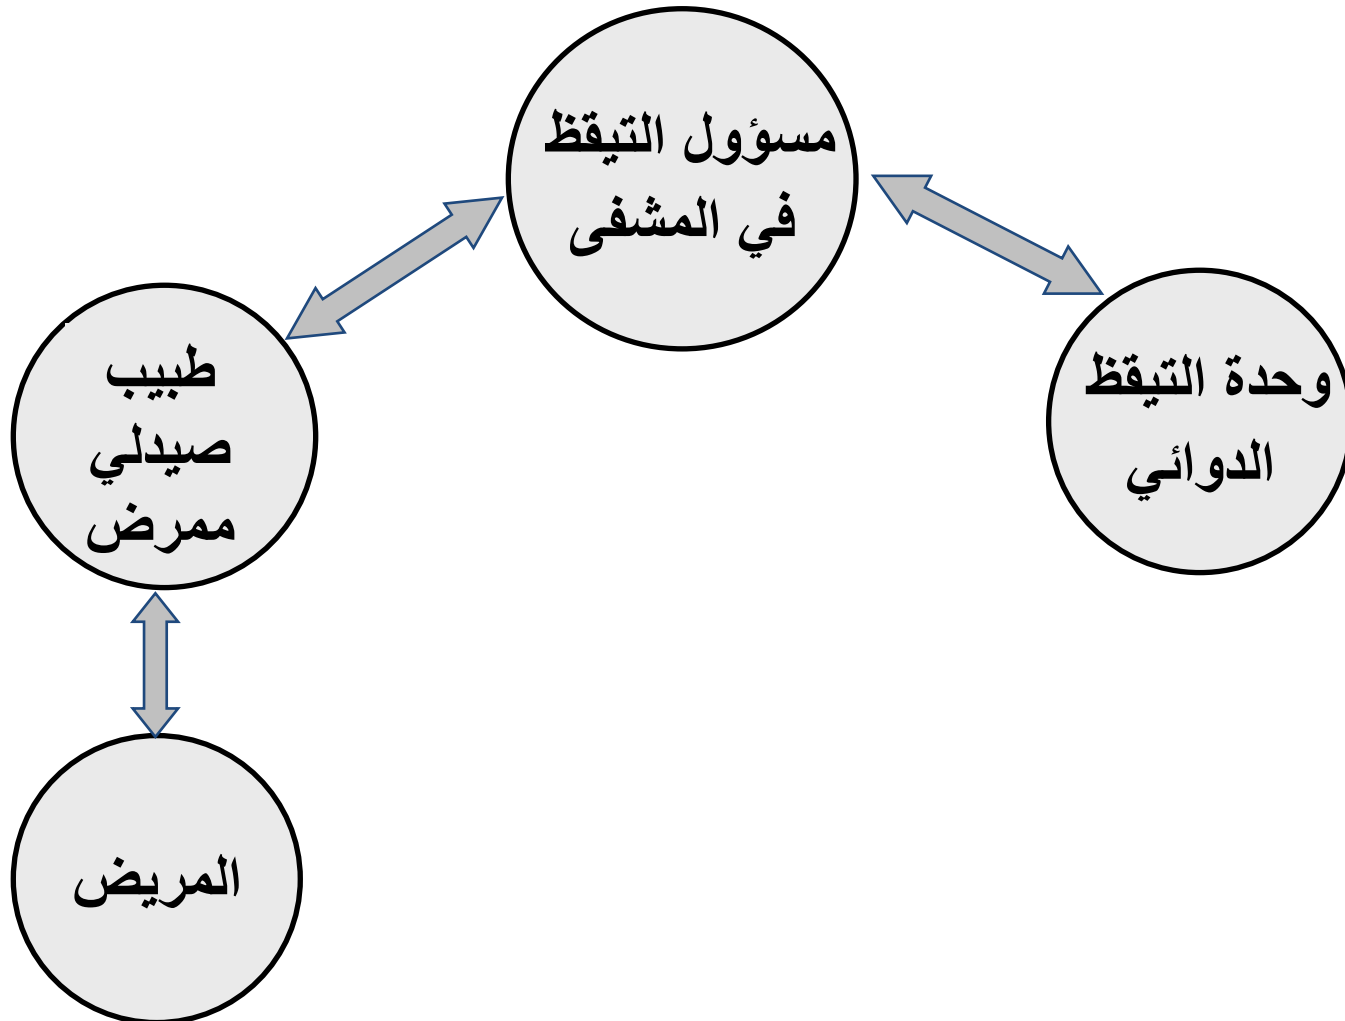 مسؤول التيقظ
في المشفى
وحدة التيقظ
الدوائي
طبيب
صيدلي
ممرض
المريض